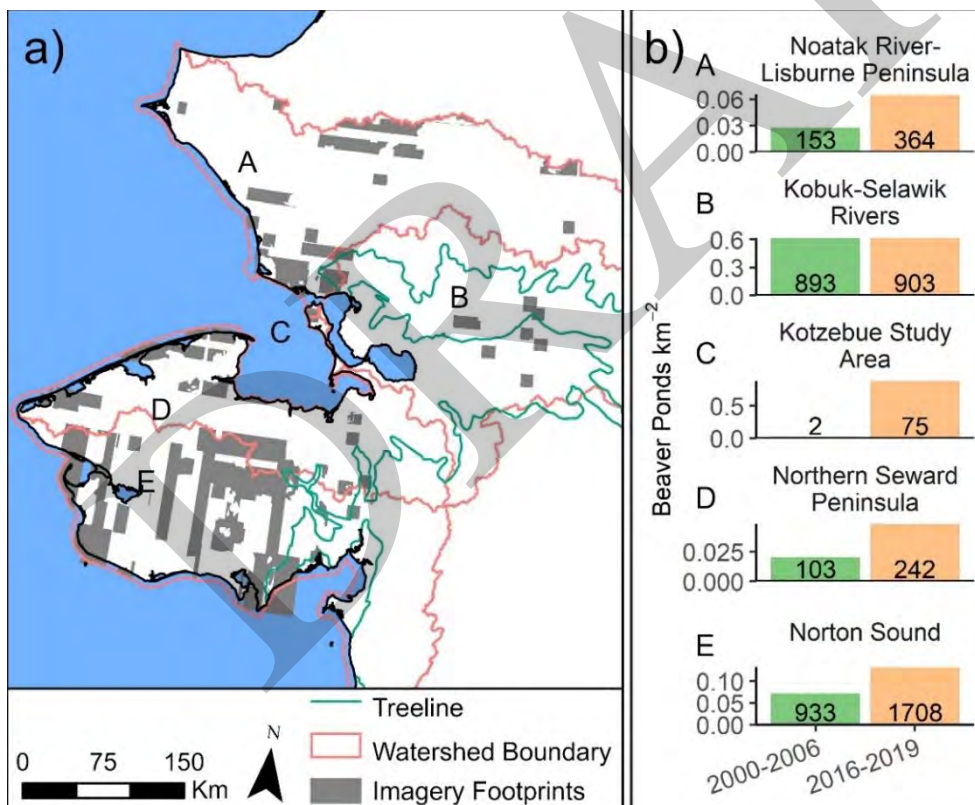 a)
A
B
C
D
E
N
0 75 150
Km
Treeline
Watershed Boundary
Imagery Footprints
b)
Beaver Ponds km−2
A
Noatak River-
Lisburne Peninsula
0.06
0.03
0.00
153 364
B
Kobuk-Selawik
Rivers
0.6
0.3
0.0
893 903
C
Kotzebue Study
Area
0.5
0.0
2 75
D
Northern Seward
Peninsula
0.025
0.000
103 242
E
Norton Sound
0.10
0.05
0.00
933 1708
2000-2006
2016-2019
DRA